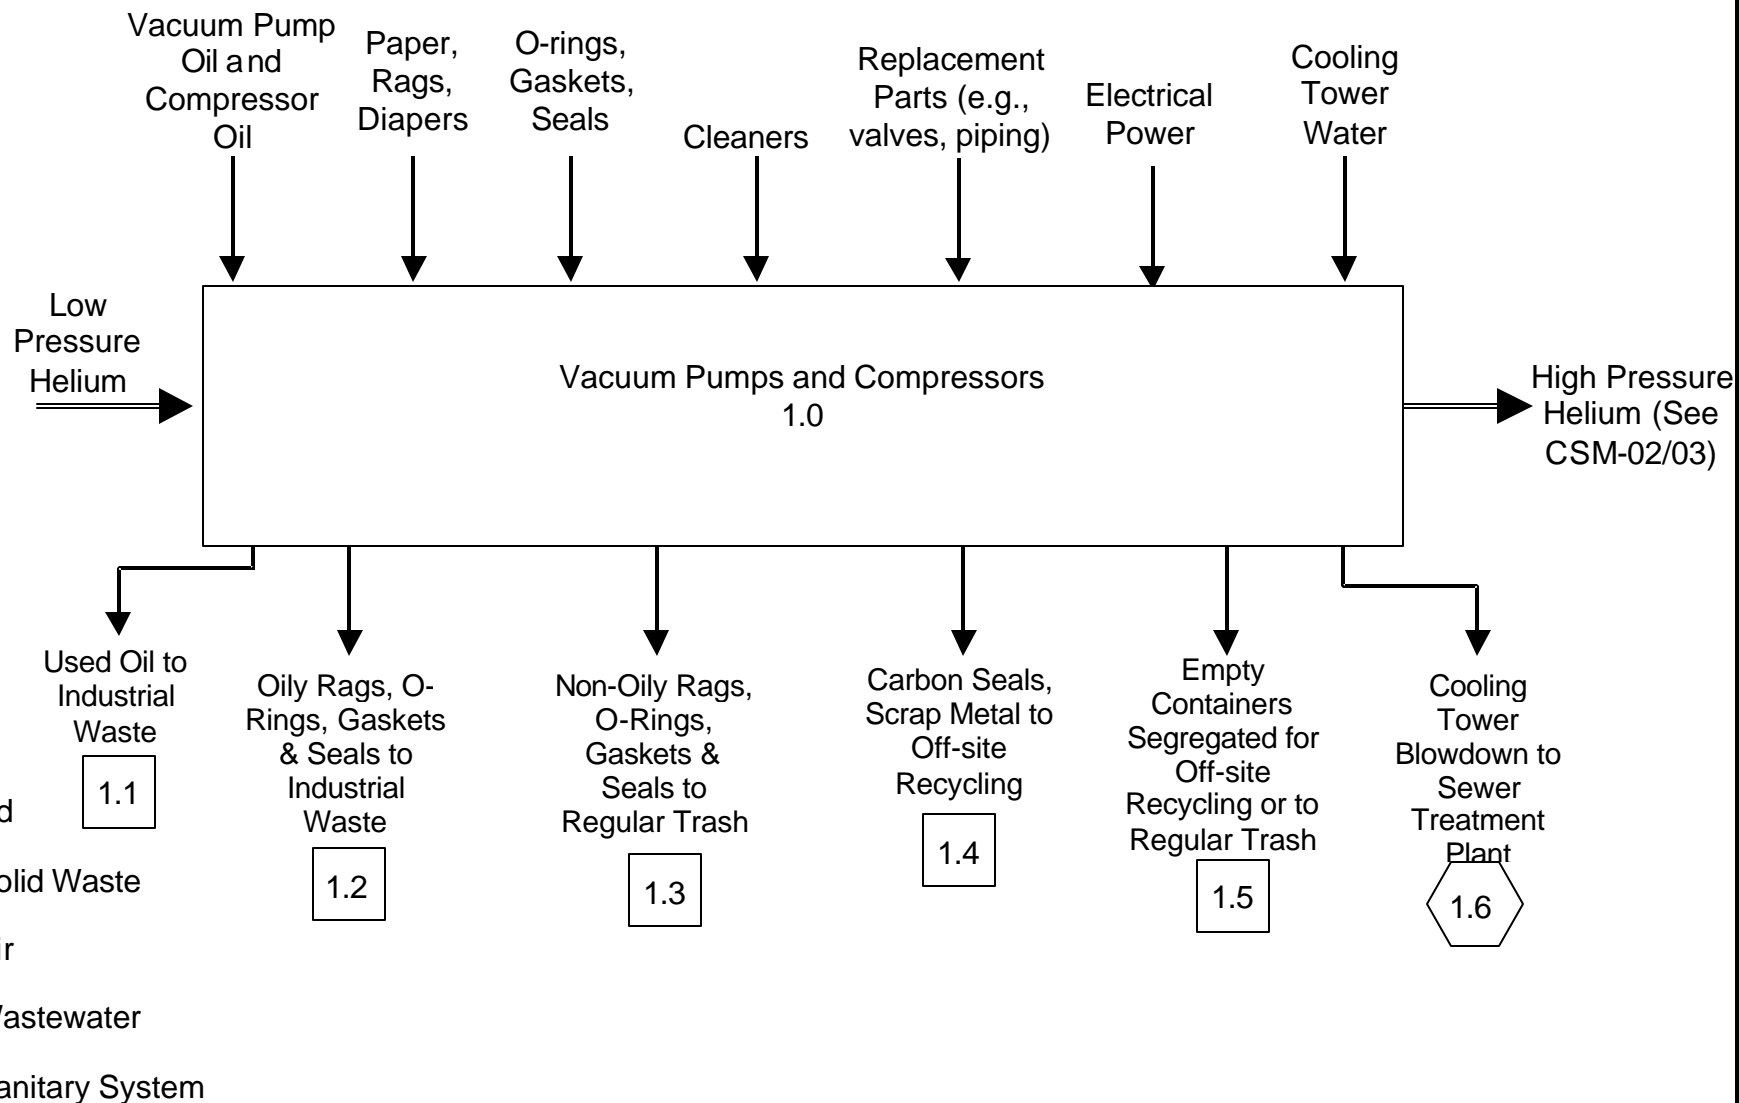 Vacuum Pump
Oil and
Compressor
Oil
Paper,
Rags,
Diapers
O-rings,
Gaskets,
Seals
Cleaners
Replacement
Parts (e.g.,
valves, piping)
Electrical
Power
Cooling
Tower
Water
Low
Pressure
Helium
Vacuum Pumps and Compressors
1.0
High Pressure
Helium (See
CSM-02/03)
Used Oil to
Industrial
Waste
1.1
Oily Rags, O-
Rings, Gaskets
& Seals to
Industrial
Waste
1.2
Non-Oily Rags,
O-Rings,
Gaskets &
Seals to
Regular Trash
1.3
Carbon Seals,
Scrap Metal to
Off-site
Recycling
1.4
Empty
Containers
Segregated for
Off-site
Recycling or to
Regular Trash
1.5
Cooling
Tower
Blowdown to
Sewer
Treatment
Plant
1.6
d
olid Waste
ir
astewater
anitary System